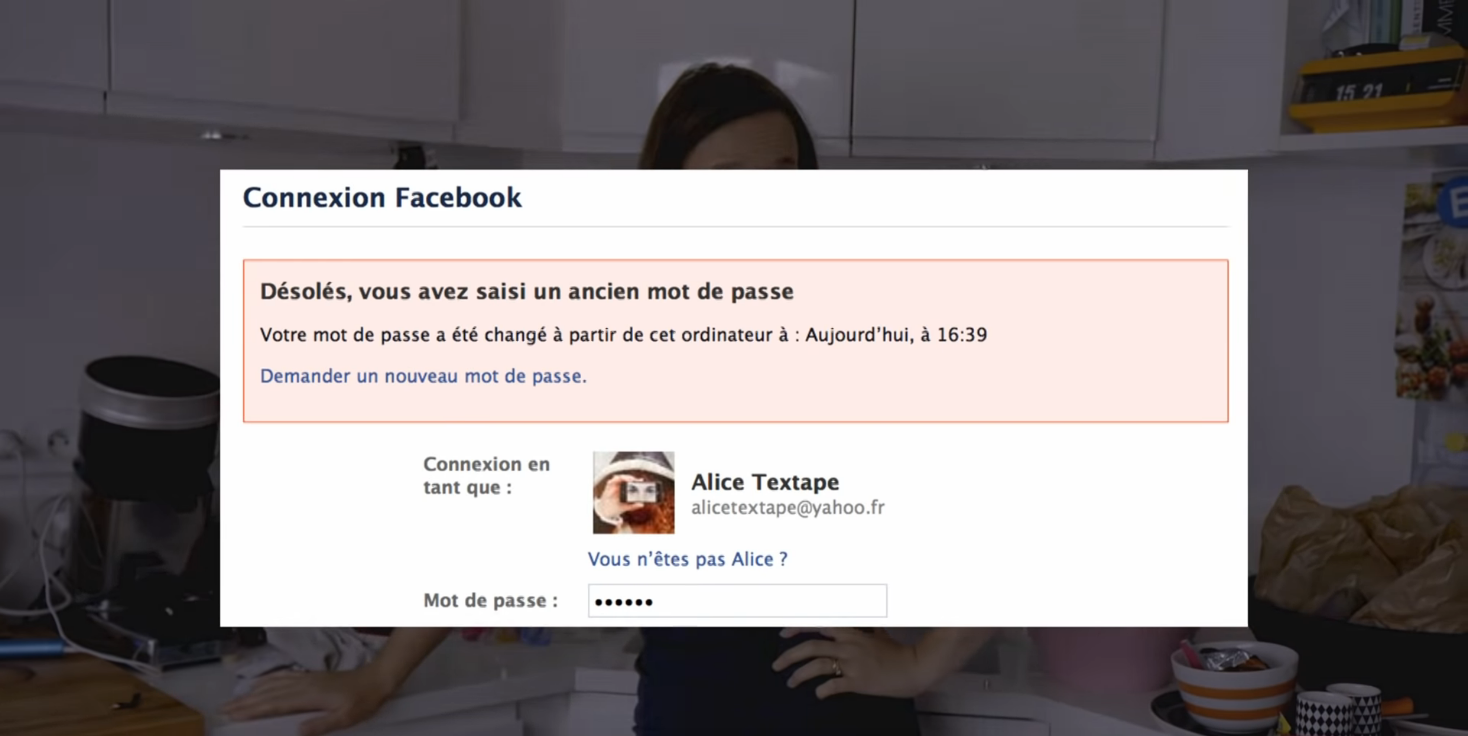 15 21
Connexion Facebook
Désolés, vous avez saisi un ancien mot de passe
Votre mot de passe a été changé à partir de cet ordinateur à : Aujourd'hui, à 16:39
Demander un nouveau mot de passe.
Connexion en
tant que :
Alice Textape
alicetextape@yahoo.fr
Vous n'êtes pas Alice ?
Mot de passe :
••••••